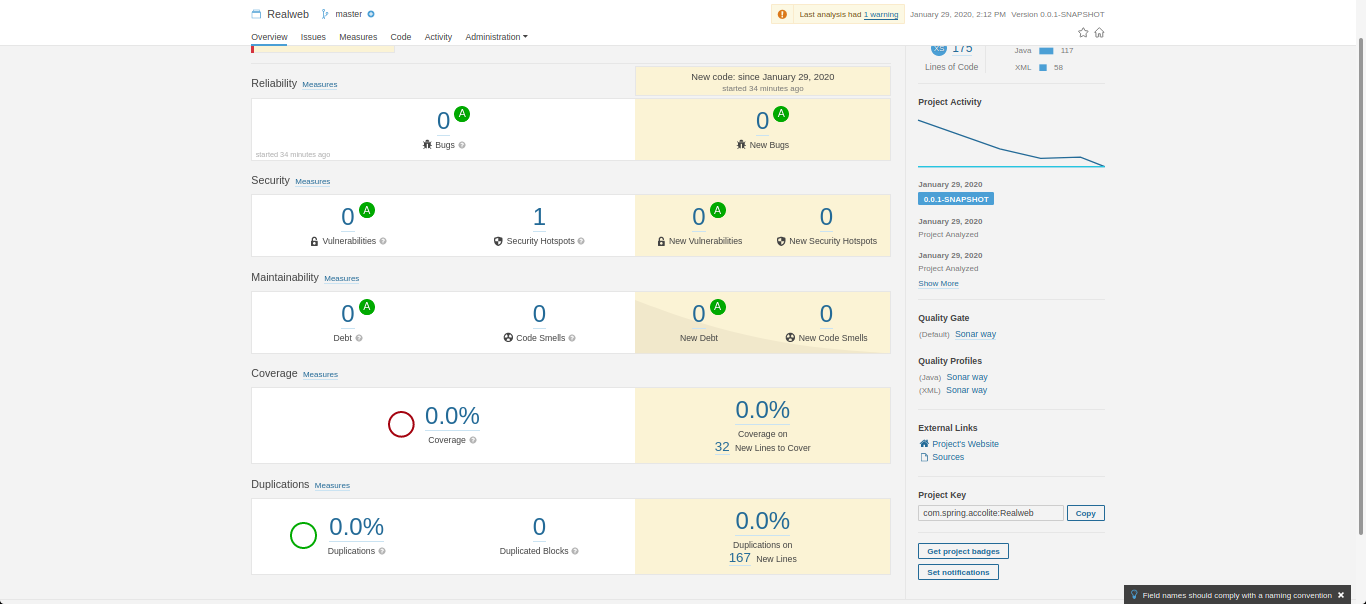 Realweb master
Last analysis had 1 warning January 29, 2020, 2:12 PM Version 0.0.1-SNAPSHOT
Overview Issues Measures Code Activity Administration
Reliability Measures
New code: since January 29, 2020
started 34 minutes ago
0 A
Bugs
started 34 minutes ago
0 A
New Bugs
Security Measures
0 A
Vulnerabilities
1
Security Hotspots
0 A
New Vulnerabilities
0
New Security Hotspots
Maintainability Measures
0 A
Debt
0
Code Smells
0 A
New Debt
0
New Code Smells
Coverage Measures
0.0%
Coverage
0.0%
Coverage on
32 New Lines to Cover
Duplications Measures
0.0%
Duplications
0
Duplicated Blocks
0.0%
Duplications on
167 New Lines
XS 175
Lines of Code
Java 117
XML 58
Project Activity
January 29, 2020
0.0.1-SNAPSHOT
January 29, 2020
Project Analyzed
January 29, 2020
Project Analyzed
Show More
Quality Gate
(Default) Sonar way
Quality Profiles
(Java) Sonar way
(XML) Sonar way
External Links
Project's Website
Sources
Project Key
com.spring.accolite:Realweb Copy
Get project badges
Set notifications
Field names should comply with a naming convention